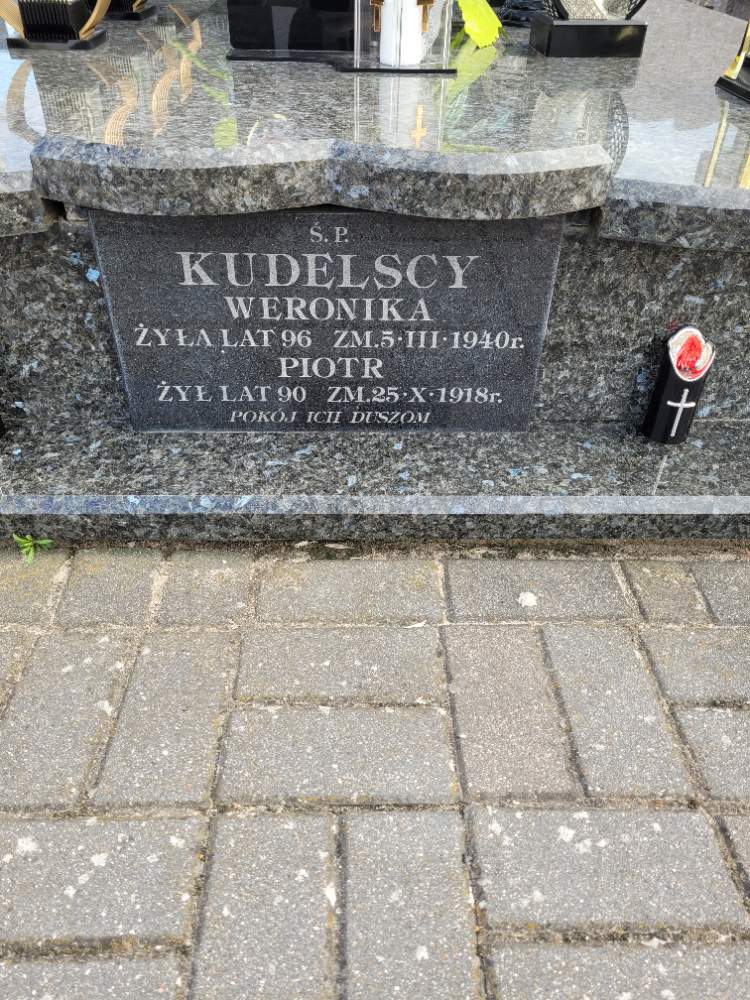 Ś. P.
KUDELSCY
WERONIKA
ŻYŁA LAT 96 ZM.5·III·1940r.
PIOTR
ŻYŁ LAT 90 ZM.25·X·1918r.
POKÓJ ICH DUSZOM